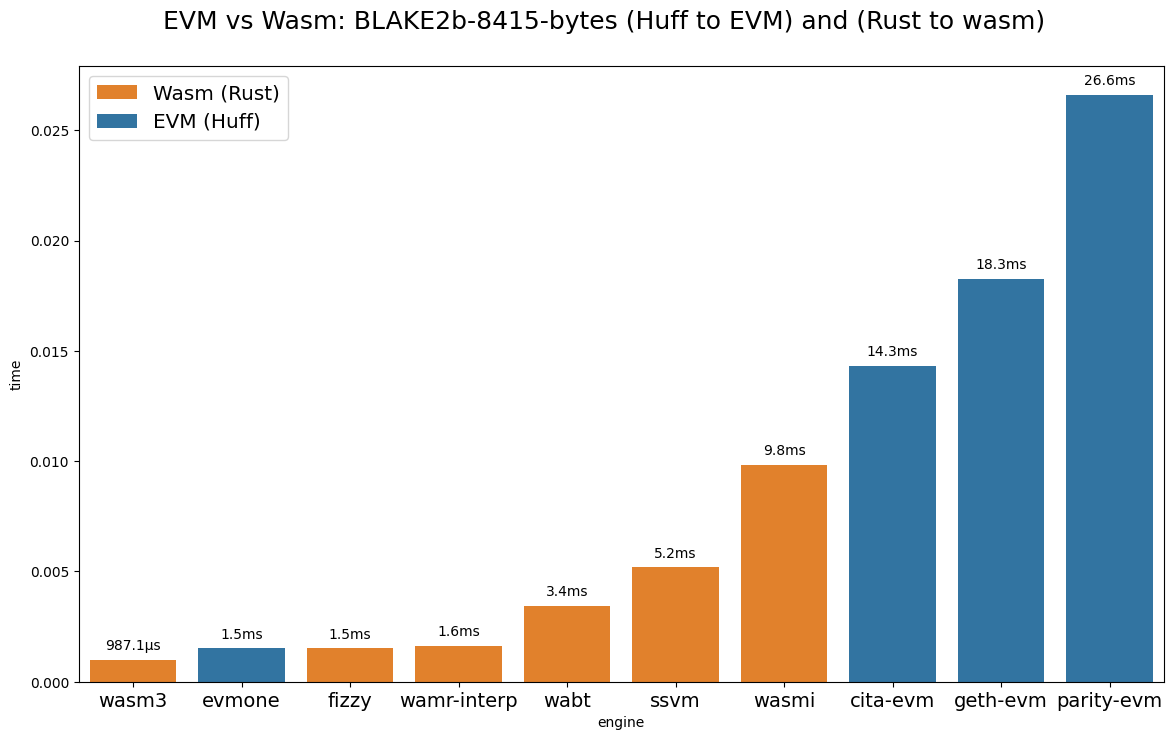 EVM vs Wasm: BLAKE2b-8415-bytes (Huff to EVM) and (Rust to wasm)
Wasm (Rust)
EVM (Huff)
26.6ms
18.3ms
14.3ms
9.8ms
5.2ms
3.4ms
1.6ms
1.5ms
1.5ms
987.1µs
0.025
0.020
0.015
0.010
0.005
0.000
time
wasm3 evmone fizzy wamr-interp wabt ssvm wasmi cita-evm geth-evm parity-evm
engine